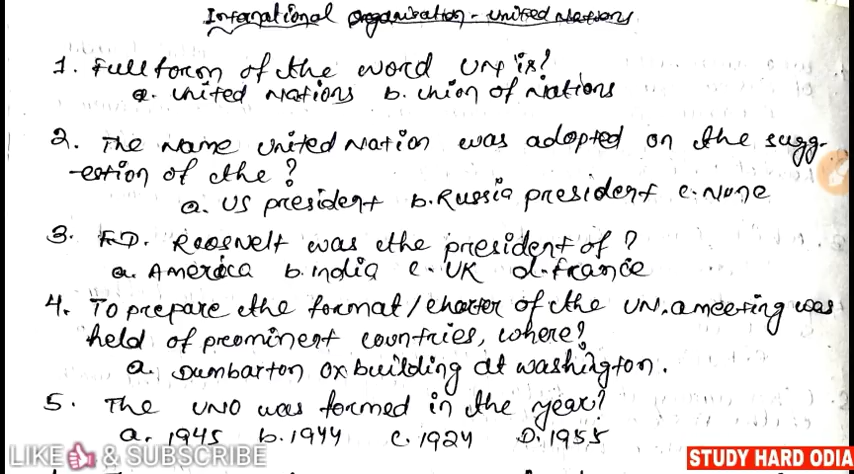 International organisation - united nations
1. Full form of the word UN is?
a. united nations b. Union of nations
2. The Name united Nation was adopted on the sugg-
-estion of the?
a. US president b. Russia president c. None
3. F.D. Roosvelt was the president of?
a. America b. india c. UK d. france
4. To prepare the format/charter of the UN. a meeting was
held of prominent countries, where?
a. Dumbarton ox building at washington.
5. The UNO was formed in the year?
a. 1945 b. 1944 c. 1924 D. 1955
LIKE & SUBSCRIBE
STUDY HARD ODIA